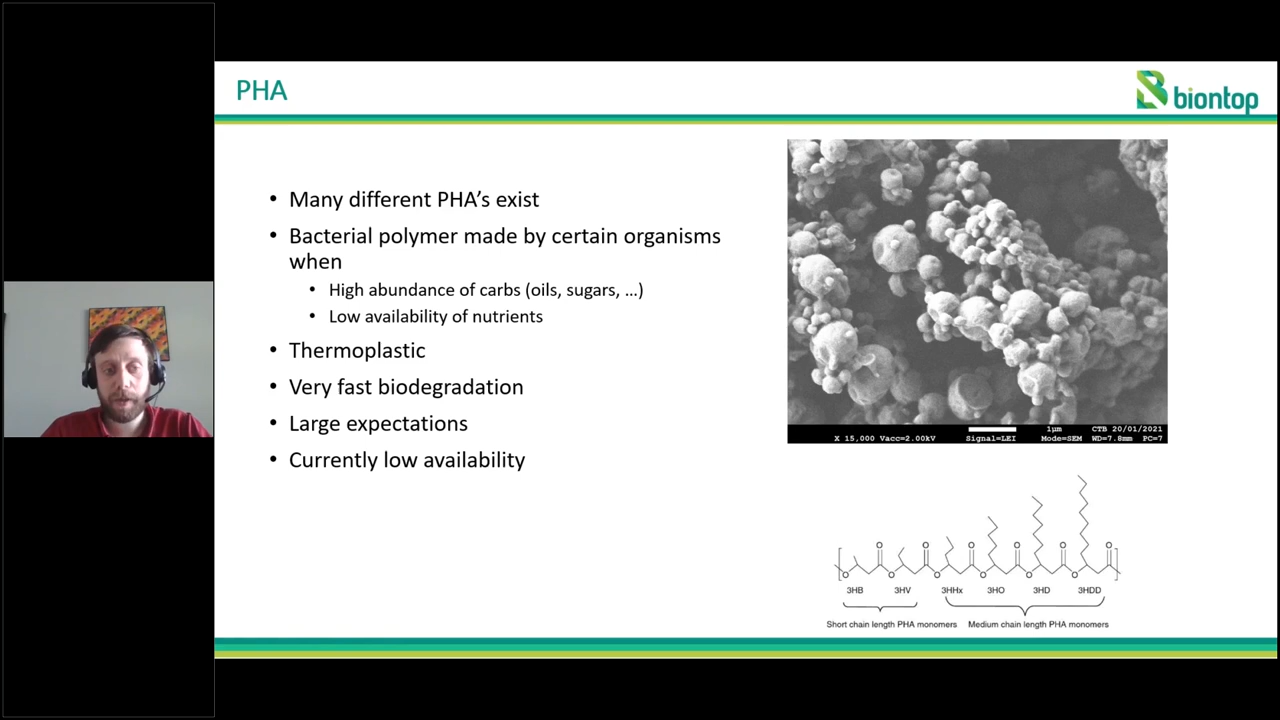 PHA
biontop
• Many different PHA’s exist
• Bacterial polymer made by certain organisms
when
• High abundance of carbs (oils, sugars, …)
• Low availability of nutrients
• Thermoplastic
• Very fast biodegradation
• Large expectations
• Currently low availability
1µm CTB 20/01/2021
X 15,000 Vacc=2.00kV Signal=LEI Mode=SEM WD=7.8mm PC=7
O O O O O O
O O O O O O
3HB 3HV 3HHx 3HO 3HD 3HDD
Short chain length PHA monomers Medium chain length PHA monomers